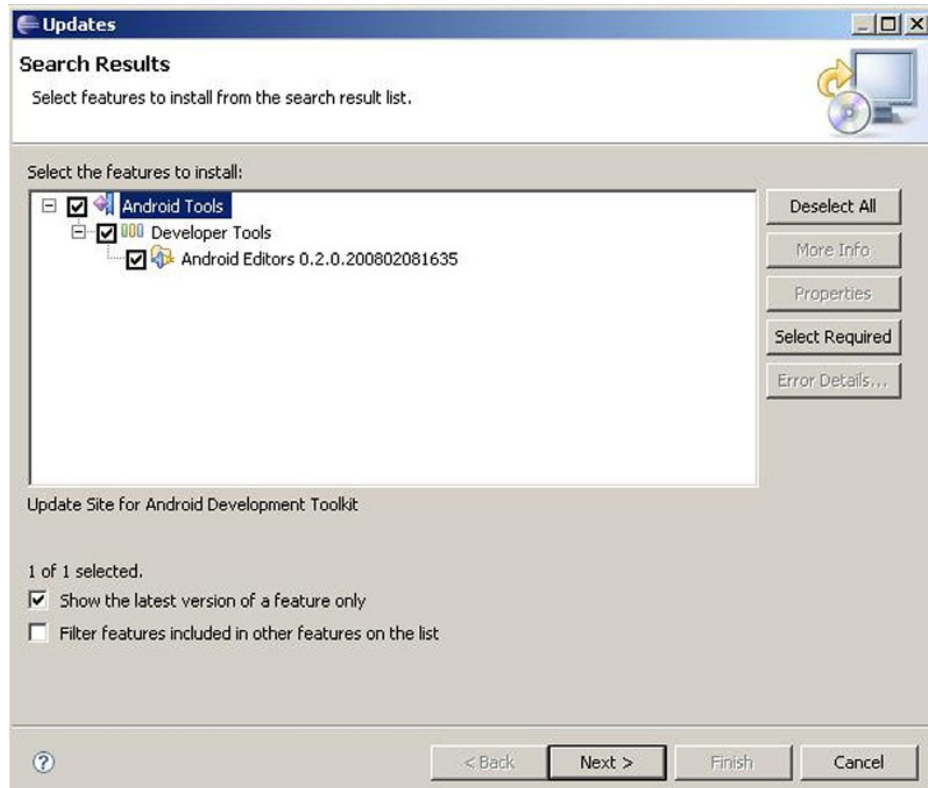 Updates
Search Results
Select features to install from the search result list.
Select the features to install:
Android Tools
Developer Tools
Android Editors 0.2.0.200802081635
Deselect All
More Info
Properties
Select Required
Error Details...
Update Site for Android Development Toolkit
1 of 1 selected.
Show the latest version of a feature only
Filter features included in other features on the list
? < Back Next > Finish Cancel